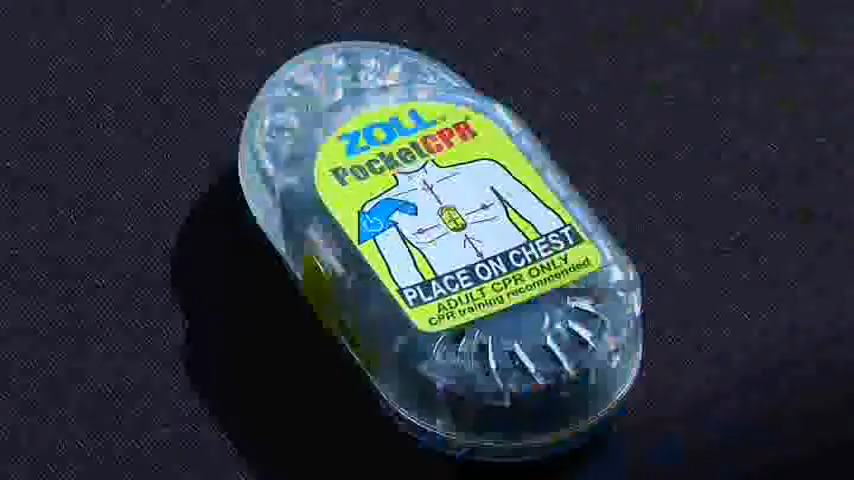 ZOLL
PocketCPR
PLACE ON CHEST
ADULT CPR ONLY
CPR training recommended